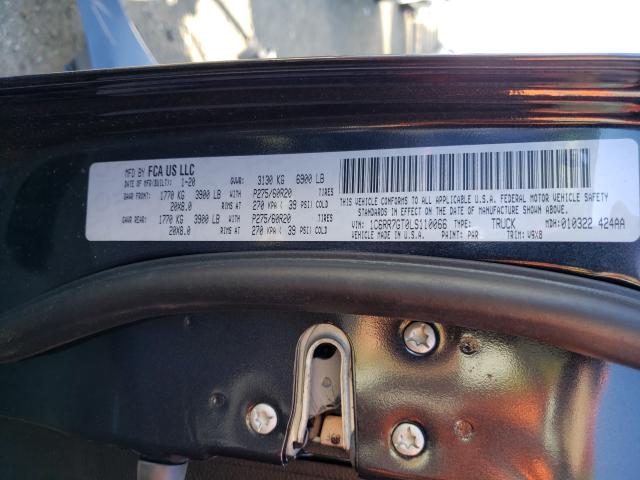 MFD BY FCA US LLC
DATE OF MFR(BUILT) 1-20 GVWR: 3130 KG 6900 LB
GAWR FRONT: 1770 KG 3900 LB WITH P275/60R20 TIRES
20X8.0 RIMS AT 270 KPA ( 39 PSI) COLD
GAWR REAR: 1770 KG 3900 LB WITH P275/60R20 TIRES
20X8.0 RIMS AT 270 KPA ( 39 PSI) COLD
THIS VEHICLE CONFORMS TO ALL APPLICABLE U.S.A. FEDERAL MOTOR VEHICLE SAFETY
STANDARDS IN EFFECT ON THE DATE OF MANUFACTURE SHOWN ABOVE.
VIN: 1C6RR7GT0LS110066 TYPE: TRUCK MDH:010322 424AA
VEHICLE MADE IN U.S.A. PAINT: PAR TRIM: V9X8